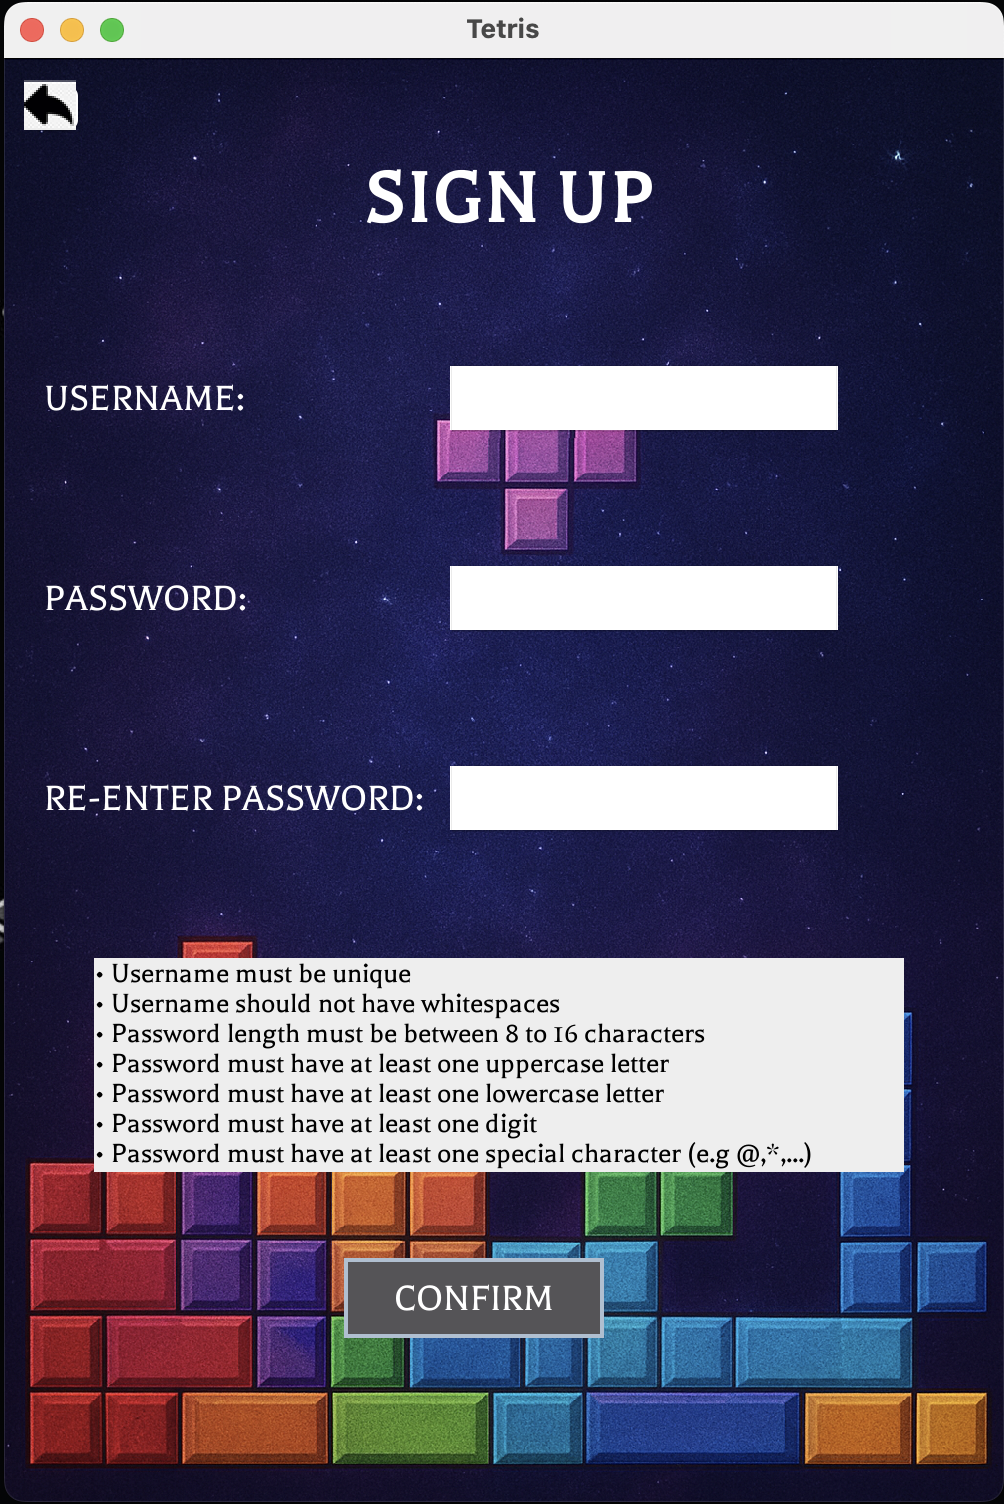 Tetris
SIGN UP
USERNAME:
PASSWORD:
RE-ENTER PASSWORD:
• Username must be unique
• Username should not have whitespaces
• Password length must be between 8 to 16 characters
• Password must have at least one uppercase letter
• Password must have at least one lowercase letter
• Password must have at least one digit
• Password must have at least one special character (e.g @,*,...)
CONFIRM